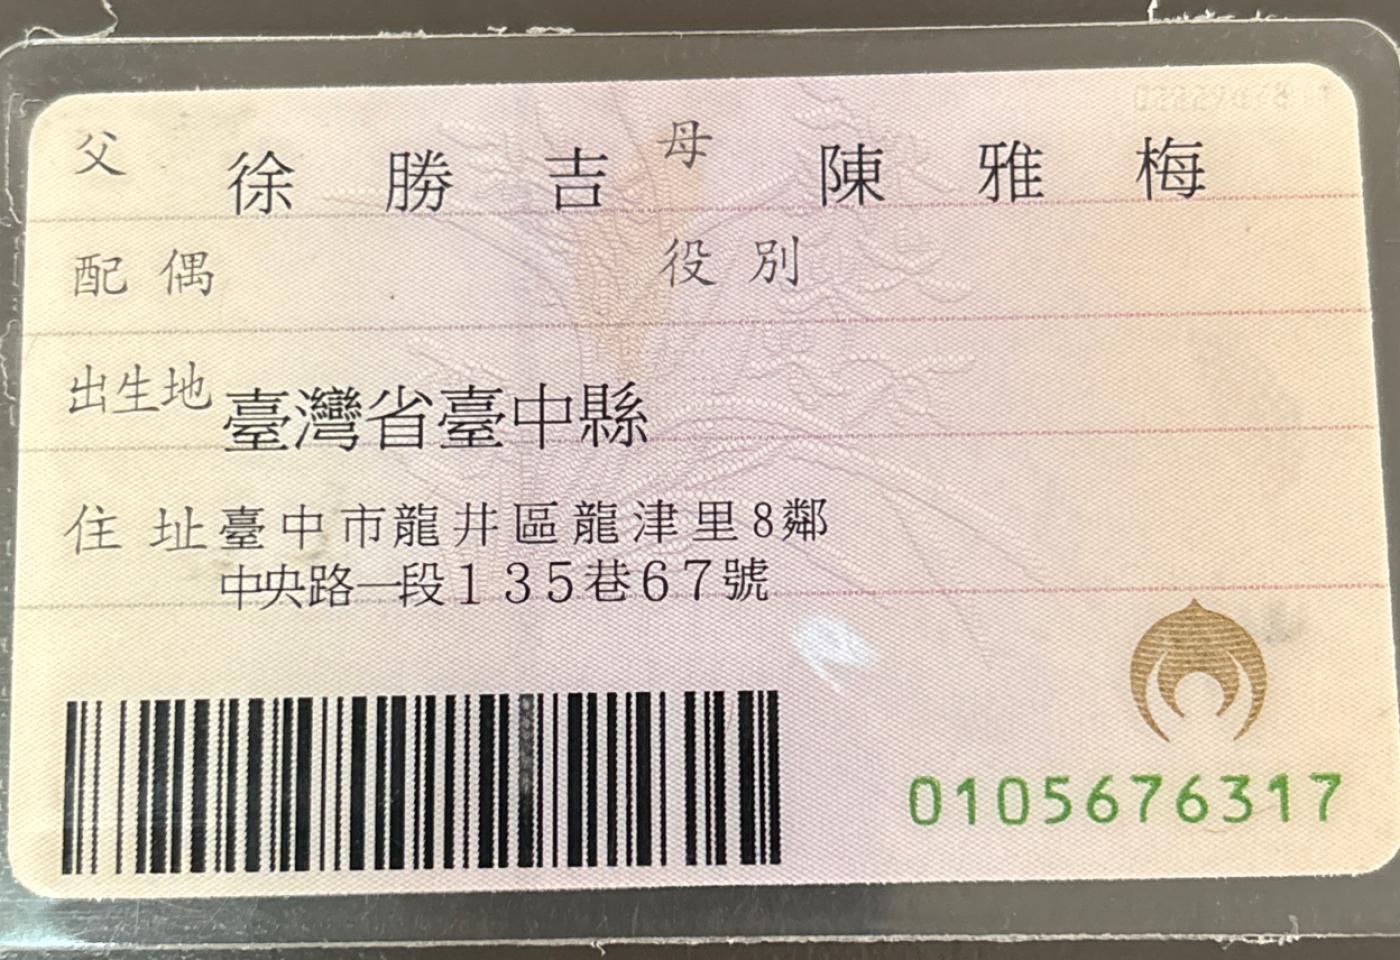 父 徐勝吉 母 陳雅梅
配偶 役別
出生地 臺灣省臺中縣
住址 臺中市龍井區龍津里8鄰
中央路一段135巷67號
0105676317